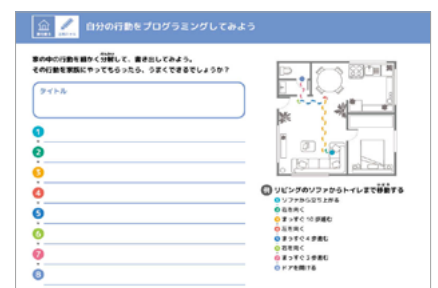 自分の行動をプログラミングしてみよう
家の中の行動を細かく分解して、書き出してみよう。
その行動を家族にやってもらったら、うまくできるでしょうか？
タイトル
1
2
3
4
5
6
7
8
例 リビングのソファからトイレまで移動する
1 ソファから立ち上がる
2 右を向く
3 まっすぐ10歩進む
4 左を向く
5 まっすぐ4歩進む
6 右を向く
7 まっすぐ3歩進む
8 ドアを開ける